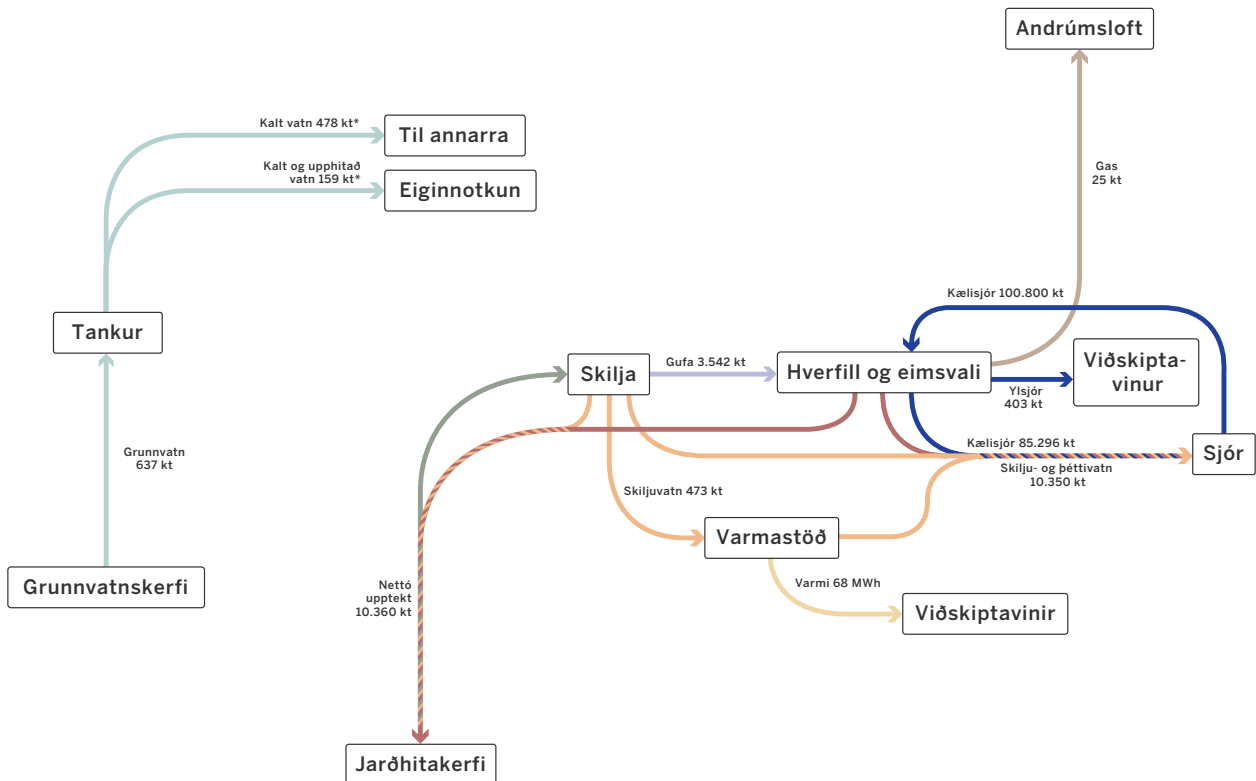 Andrúmsloft
Kalt vatn 478 kt*
Til annarra
Kalt og upphitað
vatn 159 kt*
Eiginnotkun
Gas
25 kt
Kælisjór 100.800 kt
Tankur
Gufa 3.542 kt
Skilja
Hverfill og eimsvali
Viðskipta-
vinur
Ylsjór
403 kt
Kælisjór 85.296 kt
Sjór
Skilju- og þéttivatn
10.350 kt
Grunnvatn
637 kt
Skiljuvatn 473 kt
Varmastöð
Grunnvatnskerfi
Nettó
upptekt
10.360 kt
Varmi 68 MWh
Viðskiptavinir
Jarðhitakerfi